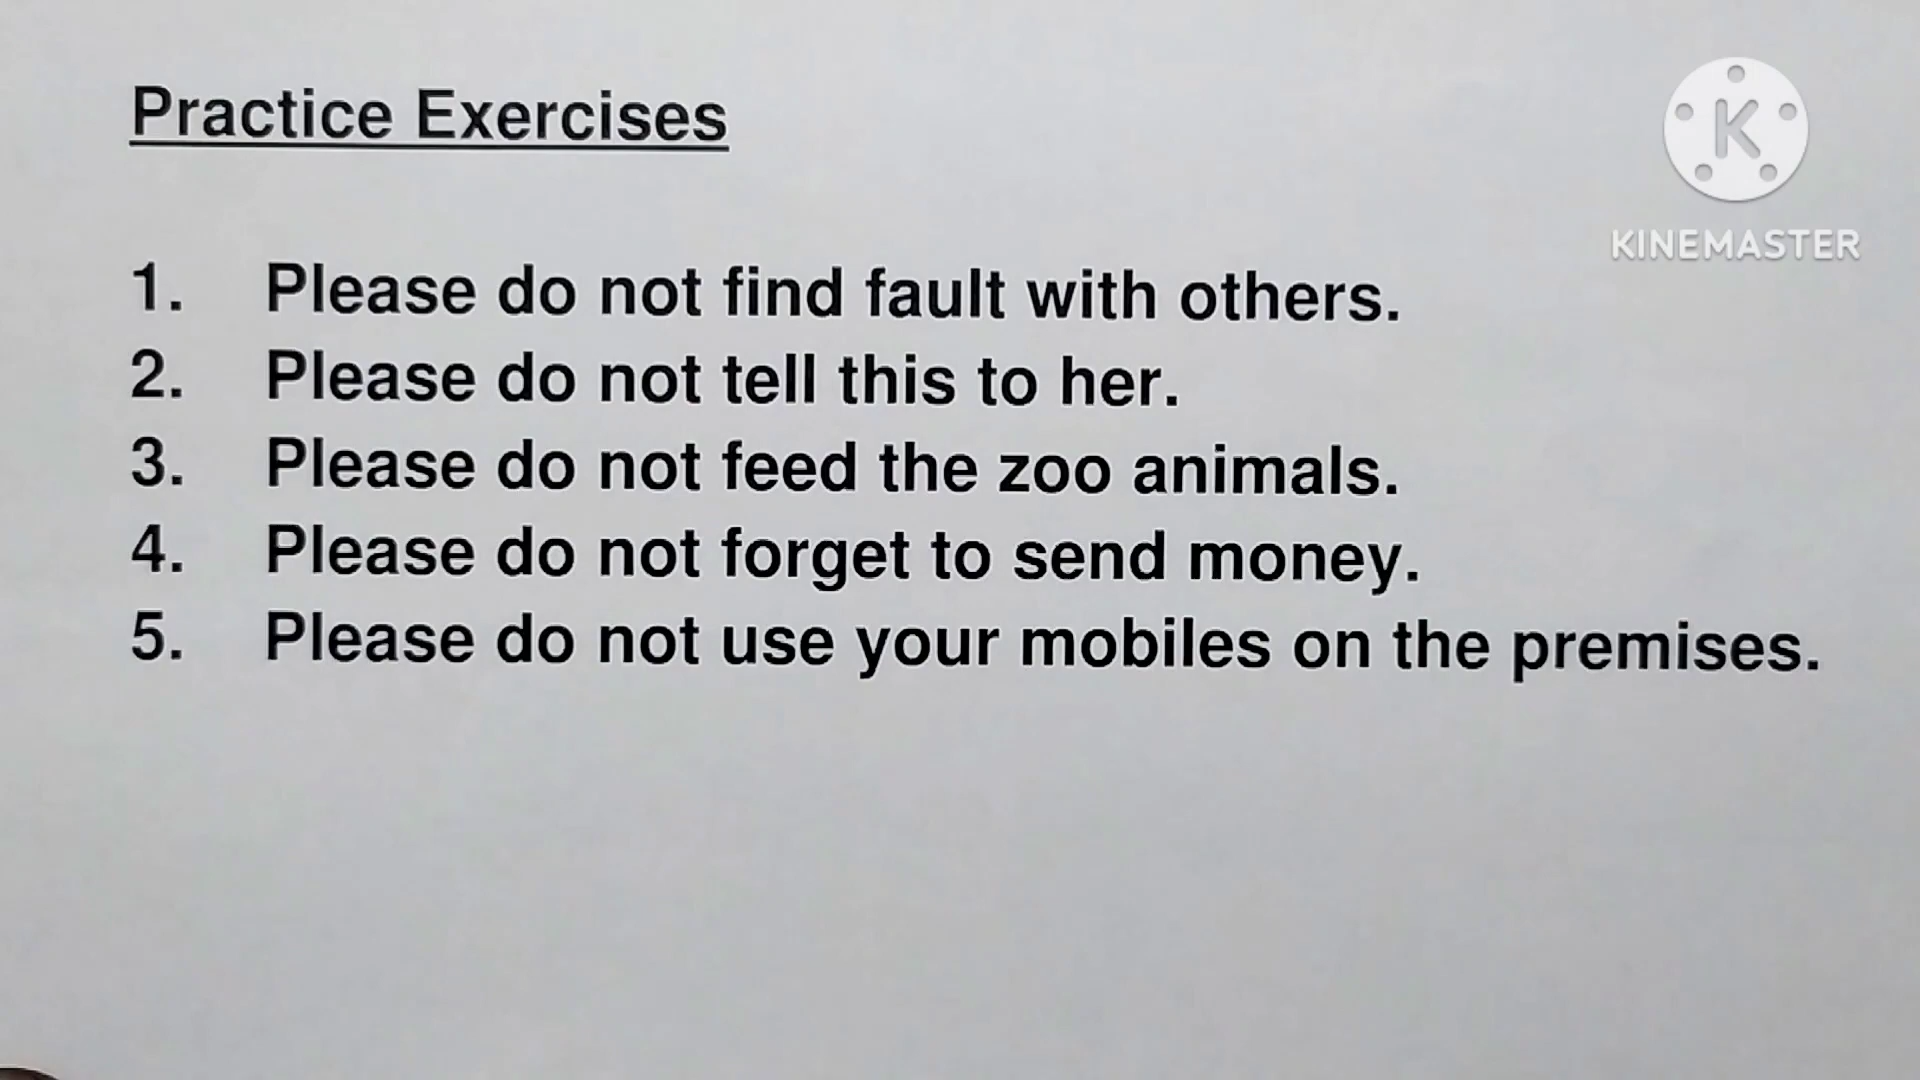 Practice Exercises
K
KINEMASTER
1. Please do not find fault with others.
2. Please do not tell this to her.
3. Please do not feed the zoo animals.
4. Please do not forget to send money.
5. Please do not use your mobiles on the premises.